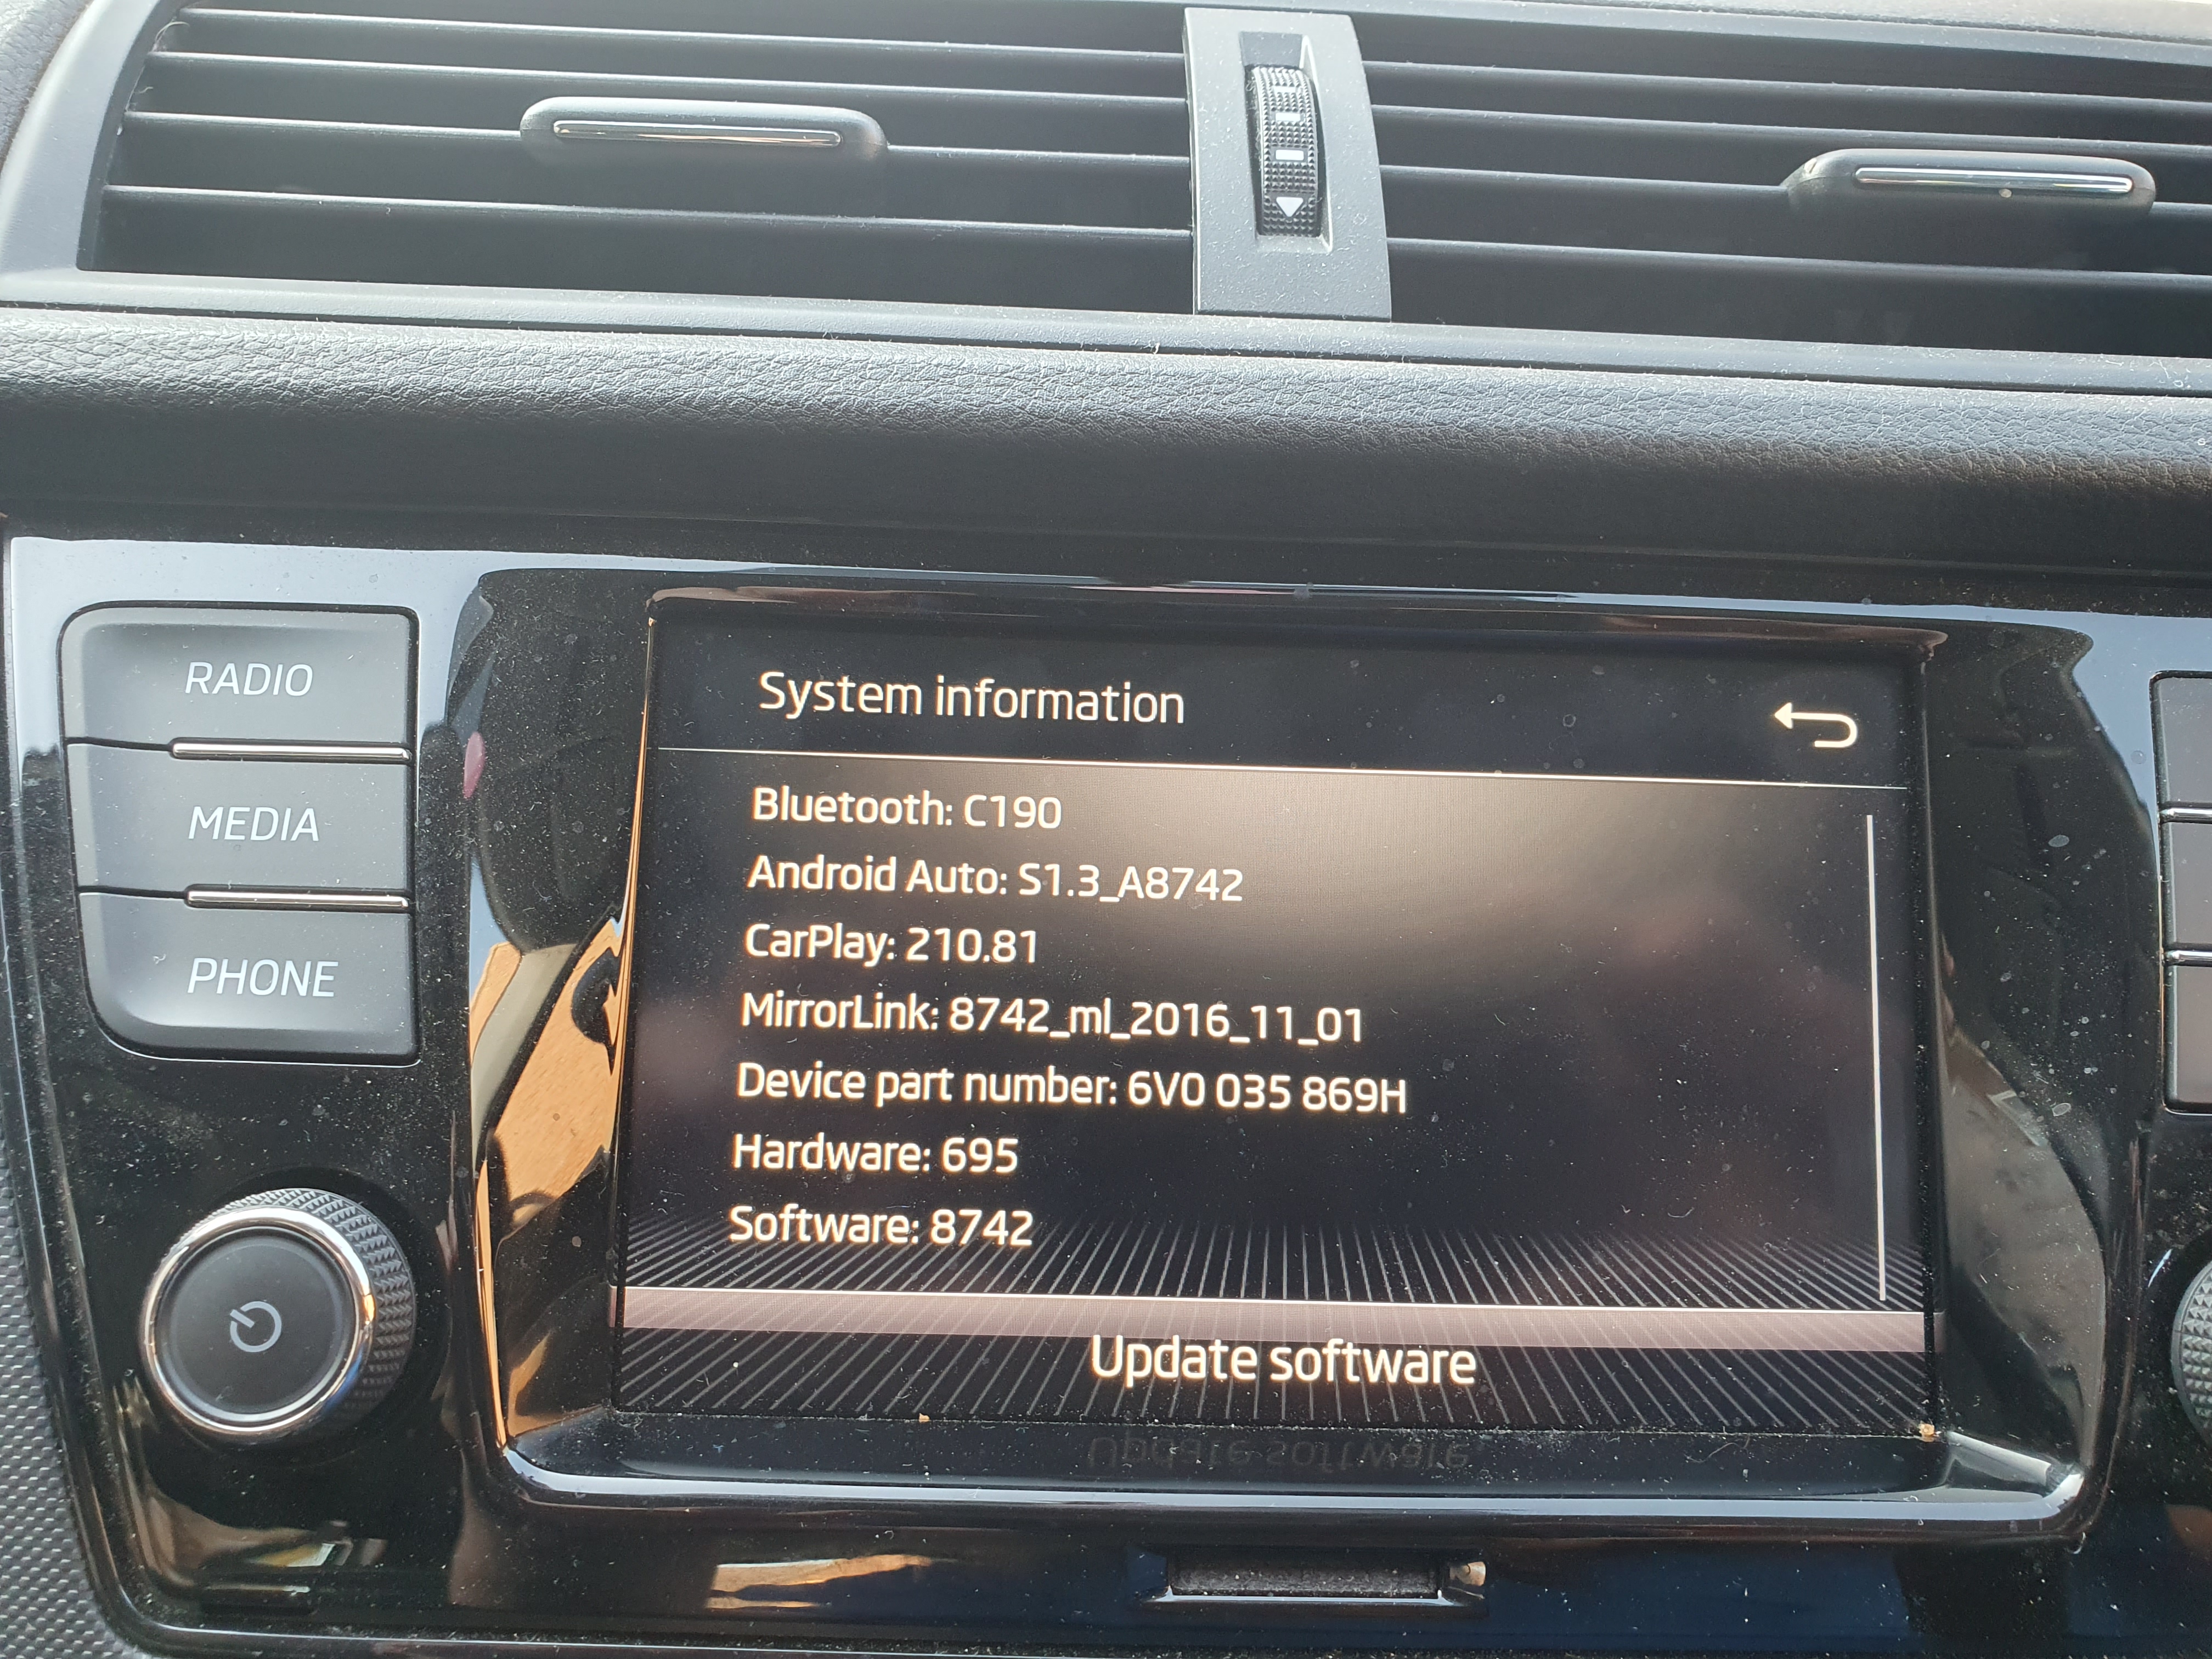 RADIO
MEDIA
PHONE
System information
Bluetooth: C190
Android Auto: S1.3_A8742
CarPlay: 210.81
MirrorLink: 8742_ml_2016_11_01
Device part number: 6V0 035 869H
Hardware: 695
Software: 8742
Update software